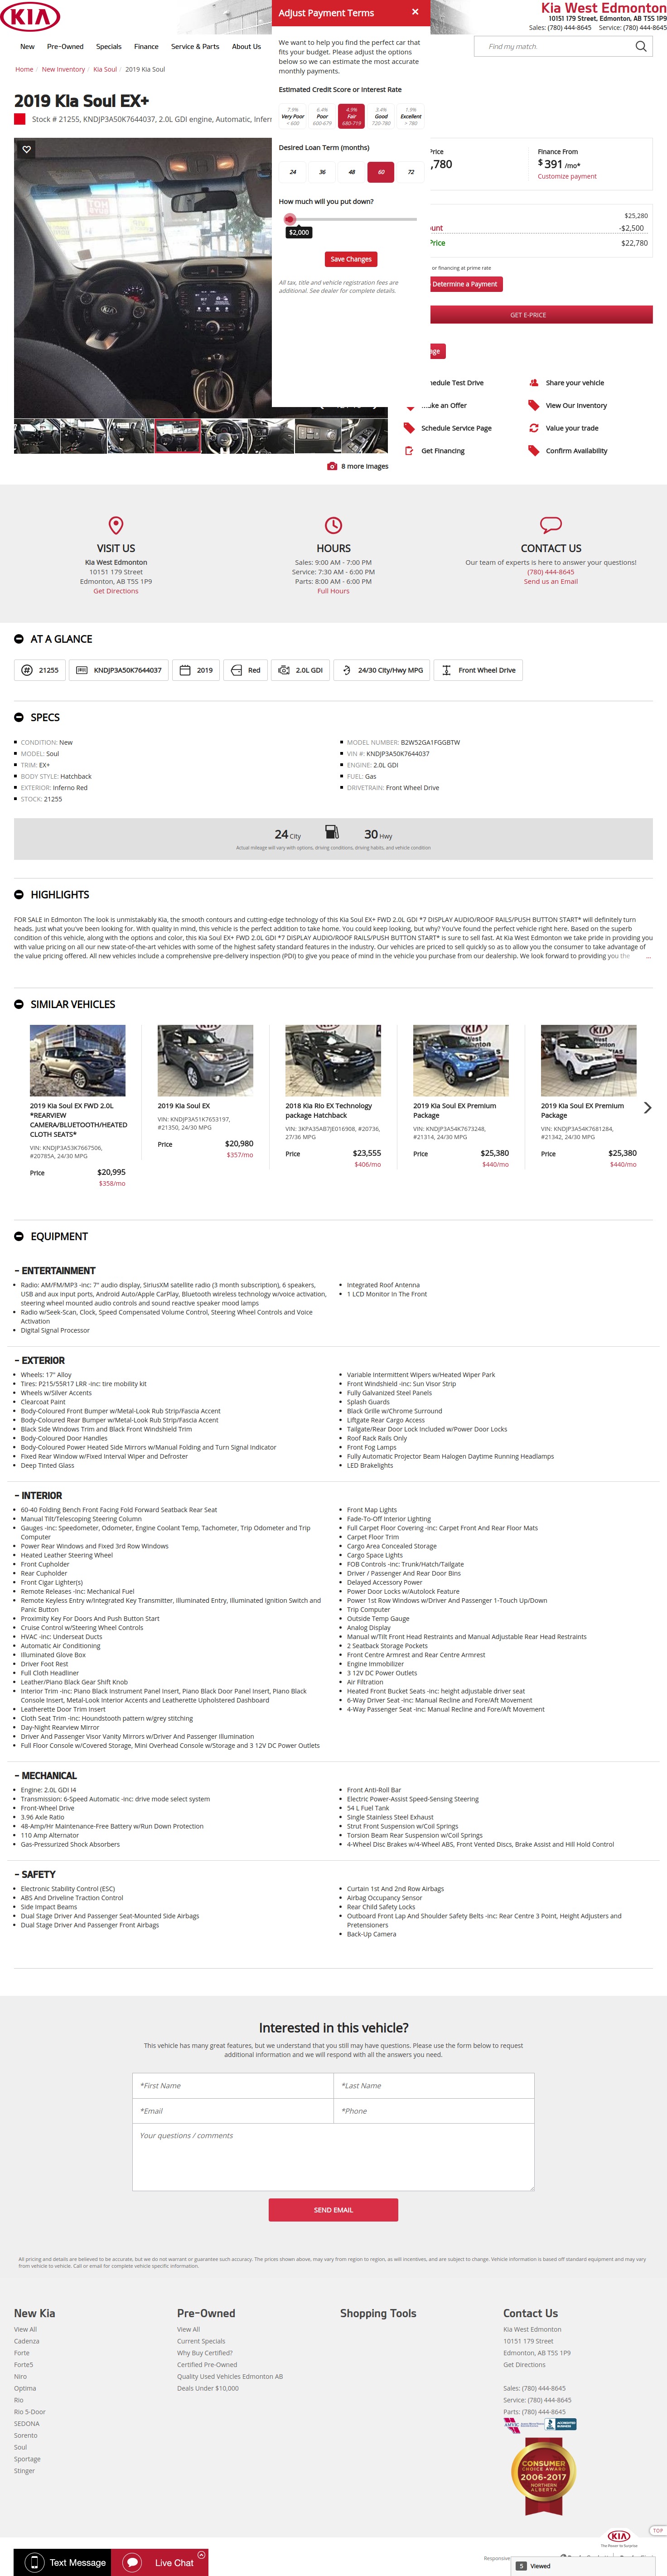 KIA
Kia West Edmonton
10151 179 Street, Edmonton, AB T5S 1P9
Sales: (780) 444-8645 Service: (780) 444-8645
New Pre-Owned Specials Finance Service & Parts About Us
Find my match.
Home / New Inventory / Kia Soul / 2019 Kia Soul
2019 Kia Soul EX+
Stock # 21255, KNDJP3A50K7644037, 2.0L GDI engine, Automatic, Infern
Adjust Payment Terms ×
We want to help you find the perfect car that
fits your budget. Please adjust the options
below so we can estimate the most accurate
monthly payments.
Estimated Credit Score or Interest Rate
7.9% 6.4% 4.9% 3.4% 1.9%
Very Poor Poor Fair Good Excellent
< 600 600-679 680-719 720-780 > 780
Desired Loan Term (months)
24 36 48 60 72
How much will you put down?
$2,000
Save Changes
All tax, title and vehicle registration fees are
additional. See dealer for complete details.
Price
,780
Finance From
$391 /mo*
Customize payment
$25,280
ount -$2,500
Price $22,780
or financing at prime rate
Determine a Payment
GET E-PRICE
age
hedule Test Drive
Share your vehicle
ke an Offer
View Our Inventory
Schedule Service Page
Value your trade
Get Financing
Confirm Availability
8 more Images
VISIT US
Kia West Edmonton
10151 179 Street
Edmonton, AB T5S 1P9
Get Directions
HOURS
Sales: 9:00 AM - 7:00 PM
Service: 7:30 AM - 6:00 PM
Parts: 8:00 AM - 6:00 PM
Full Hours
CONTACT US
Our team of experts is here to answer your questions!
(780) 444-8645
Send us an Email
AT A GLANCE
21255 KNDJP3A50K7644037 2019 Red 2.0L GDI 24/30 City/Hwy MPG Front Wheel Drive
SPECS
CONDITION: New
MODEL: Soul
TRIM: EX+
BODY STYLE: Hatchback
EXTERIOR: Inferno Red
STOCK: 21255
MODEL NUMBER: B2W52GA1FGGBTW
VIN #: KNDJP3A50K7644037
ENGINE: 2.0L GDI
FUEL: Gas
DRIVETRAIN: Front Wheel Drive
24 City 30 Hwy
Actual mileage will vary with options, driving conditions, driving habits, and vehicle condition
HIGHLIGHTS
FOR SALE in Edmonton The look is unmistakably Kia, the smooth contours and cutting-edge technology of this Kia Soul EX+ FWD 2.0L GDI *7 DISPLAY AUDIO/ROOF RAILS/PUSH BUTTON START* will definitely turn
heads. Just what you've been looking for. With quality in mind, this vehicle is the perfect addition to take home. You could keep looking, but why? You've found the perfect vehicle right here. Based on the superb
condition of this vehicle, along with the options and color, this Kia Soul EX+ FWD 2.0L GDI *7 DISPLAY AUDIO/ROOF RAILS/PUSH BUTTON START* is sure to sell fast. At Kia West Edmonton we take pride in providing you
with value pricing on all our new state-of-the-art vehicles with some of the highest safety standard features in the industry. Our vehicles are priced to sell quickly so as to allow you the consumer to take advantage of
the value pricing offered. All new vehicles include a comprehensive pre-delivery inspection (PDI) to give you peace of mind in the vehicle you purchase from our dealership. We look forward to providing you the ...
SIMILAR VEHICLES
2019 Kia Soul EX FWD 2.0L
*REARVIEW
CAMERA/BLUETOOTH/HEATED
CLOTH SEATS*
VIN: KNDJP3A53K7667506,
#20785A, 24/30 MPG
Price $20,995
$358/mo
2019 Kia Soul EX
VIN: KNDJP3A51K7653197,
#21350, 24/30 MPG
Price $20,980
$357/mo
2018 Kia Rio EX Technology
package Hatchback
VIN: 3KPA35AB7JE016908, #20736,
27/36 MPG
Price $23,555
$406/mo
2019 Kia Soul EX Premium
Package
VIN: KNDJP3A54K7673248,
#21314, 24/30 MPG
Price $25,380
$440/mo
2019 Kia Soul EX Premium
Package
VIN: KNDJP3A54K7681284,
#21342, 24/30 MPG
Price $25,380
$440/mo
EQUIPMENT
- ENTERTAINMENT
Radio: AM/FM/MP3 -inc: 7" audio display, SiriusXM satellite radio (3 month subscription), 6 speakers,
USB and aux input ports, Android Auto/Apple CarPlay, Bluetooth wireless technology w/voice activation,
steering wheel mounted audio controls and sound reactive speaker mood lamps
Radio w/Seek-Scan, Clock, Speed Compensated Volume Control, Steering Wheel Controls and Voice
Activation
Digital Signal Processor
Integrated Roof Antenna
1 LCD Monitor In The Front
- EXTERIOR
Wheels: 17" Alloy
Tires: P215/55R17 LRR -inc: tire mobility kit
Wheels w/Silver Accents
Clearcoat Paint
Body-Coloured Front Bumper w/Metal-Look Rub Strip/Fascia Accent
Body-Coloured Rear Bumper w/Metal-Look Rub Strip/Fascia Accent
Black Side Windows Trim and Black Front Windshield Trim
Body-Coloured Door Handles
Body-Coloured Power Heated Side Mirrors w/Manual Folding and Turn Signal Indicator
Fixed Rear Window w/Fixed Interval Wiper and Defroster
Deep Tinted Glass
Variable Intermittent Wipers w/Heated Wiper Park
Front Windshield -inc: Sun Visor Strip
Fully Galvanized Steel Panels
Splash Guards
Black Grille w/Chrome Surround
Liftgate Rear Cargo Access
Tailgate/Rear Door Lock Included w/Power Door Locks
Roof Rack Rails Only
Front Fog Lamps
Fully Automatic Projector Beam Halogen Daytime Running Headlamps
LED Brakelights
- INTERIOR
60-40 Folding Bench Front Facing Fold Forward Seatback Rear Seat
Manual Tilt/Telescoping Steering Column
Gauges -inc: Speedometer, Odometer, Engine Coolant Temp, Tachometer, Trip Odometer and Trip
Computer
Power Rear Windows and Fixed 3rd Row Windows
Heated Leather Steering Wheel
Front Cupholder
Rear Cupholder
Front Cigar Lighter(s)
Remote Releases -Inc: Mechanical Fuel
Remote Keyless Entry w/Integrated Key Transmitter, Illuminated Entry, Illuminated Ignition Switch and
Panic Button
Proximity Key For Doors And Push Button Start
Cruise Control w/Steering Wheel Controls
HVAC -inc: Underseat Ducts
Automatic Air Conditioning
Illuminated Glove Box
Driver Foot Rest
Full Cloth Headliner
Leather/Piano Black Gear Shift Knob
Interior Trim -inc: Piano Black Instrument Panel Insert, Piano Black Door Panel Insert, Piano Black
Console Insert, Metal-Look Interior Accents and Leatherette Upholstered Dashboard
Leatherette Door Trim Insert
Cloth Seat Trim -inc: Houndstooth pattern w/grey stitching
Day-Night Rearview Mirror
Driver And Passenger Visor Vanity Mirrors w/Driver And Passenger Illumination
Full Floor Console w/Covered Storage, Mini Overhead Console w/Storage and 3 12V DC Power Outlets
Front Map Lights
Fade-To-Off Interior Lighting
Full Carpet Floor Covering -inc: Carpet Front And Rear Floor Mats
Carpet Floor Trim
Cargo Area Concealed Storage
Cargo Space Lights
FOB Controls -inc: Trunk/Hatch/Tailgate
Driver / Passenger And Rear Door Bins
Delayed Accessory Power
Power Door Locks w/Autolock Feature
Power 1st Row Windows w/Driver And Passenger 1-Touch Up/Down
Trip Computer
Outside Temp Gauge
Analog Display
Manual w/Tilt Front Head Restraints and Manual Adjustable Rear Head Restraints
2 Seatback Storage Pockets
Front Centre Armrest and Rear Centre Armrest
Engine Immobilizer
3 12V DC Power Outlets
Air Filtration
Heated Front Bucket Seats -inc: height adjustable driver seat
6-Way Driver Seat -inc: Manual Recline and Fore/Aft Movement
4-Way Passenger Seat -inc: Manual Recline and Fore/Aft Movement
- MECHANICAL
Engine: 2.0L GDI I4
Transmission: 6-Speed Automatic -inc: drive mode select system
Front-Wheel Drive
3.96 Axle Ratio
48-Amp/Hr Maintenance-Free Battery w/Run Down Protection
110 Amp Alternator
Gas-Pressurized Shock Absorbers
Front Anti-Roll Bar
Electric Power-Assist Speed-Sensing Steering
54 L Fuel Tank
Single Stainless Steel Exhaust
Strut Front Suspension w/Coil Springs
Torsion Beam Rear Suspension w/Coil Springs
4-Wheel Disc Brakes w/4-Wheel ABS, Front Vented Discs, Brake Assist and Hill Hold Control
- SAFETY
Electronic Stability Control (ESC)
ABS And Driveline Traction Control
Side Impact Beams
Dual Stage Driver And Passenger Seat-Mounted Side Airbags
Dual Stage Driver And Passenger Front Airbags
Curtain 1st And 2nd Row Airbags
Airbag Occupancy Sensor
Rear Child Safety Locks
Outboard Front Lap And Shoulder Safety Belts -inc: Rear Centre 3 Point, Height Adjusters and
Pretensioners
Back-Up Camera
Interested in this vehicle?
This vehicle has many great features, but we understand that you still may have questions. Please use the form below to request
additional information and we will respond with all the answers you need.
*First Name *Last Name
*Email *Phone
Your questions / comments
SEND EMAIL
All pricing and details are believed to be accurate, but we do not warrant or guarantee such accuracy. The prices shown above, may vary from region to region, as will incentives, and are subject to change. Vehicle information is based off standard equipment and may vary
from vehicle to vehicle. Call or email for complete vehicle specific information.
New Kia
View All
Cadenza
Forte
Forte5
Niro
Optima
Rio
Rio 5-Door
SEDONA
Sorento
Soul
Sportage
Stinger
Pre-Owned
View All
Current Specials
Why Buy Certified?
Certified Pre-Owned
Quality Used Vehicles Edmonton AB
Deals Under $10,000
Shopping Tools
Contact Us
Kia West Edmonton
10151 179 Street
Edmonton, AB T5S 1P9
Get Directions
Sales: (780) 444-8645
Service: (780) 444-8645
Parts: (780) 444-8645
AMVIC
ACCREDITED
BUSINESS
CONSUMER
CHOICE AWARD
2006-2017
NORTHERN
ALBERTA
TOP
KIA
The Power to Surprise
Text Message Live Chat
Responsive
5 Viewed